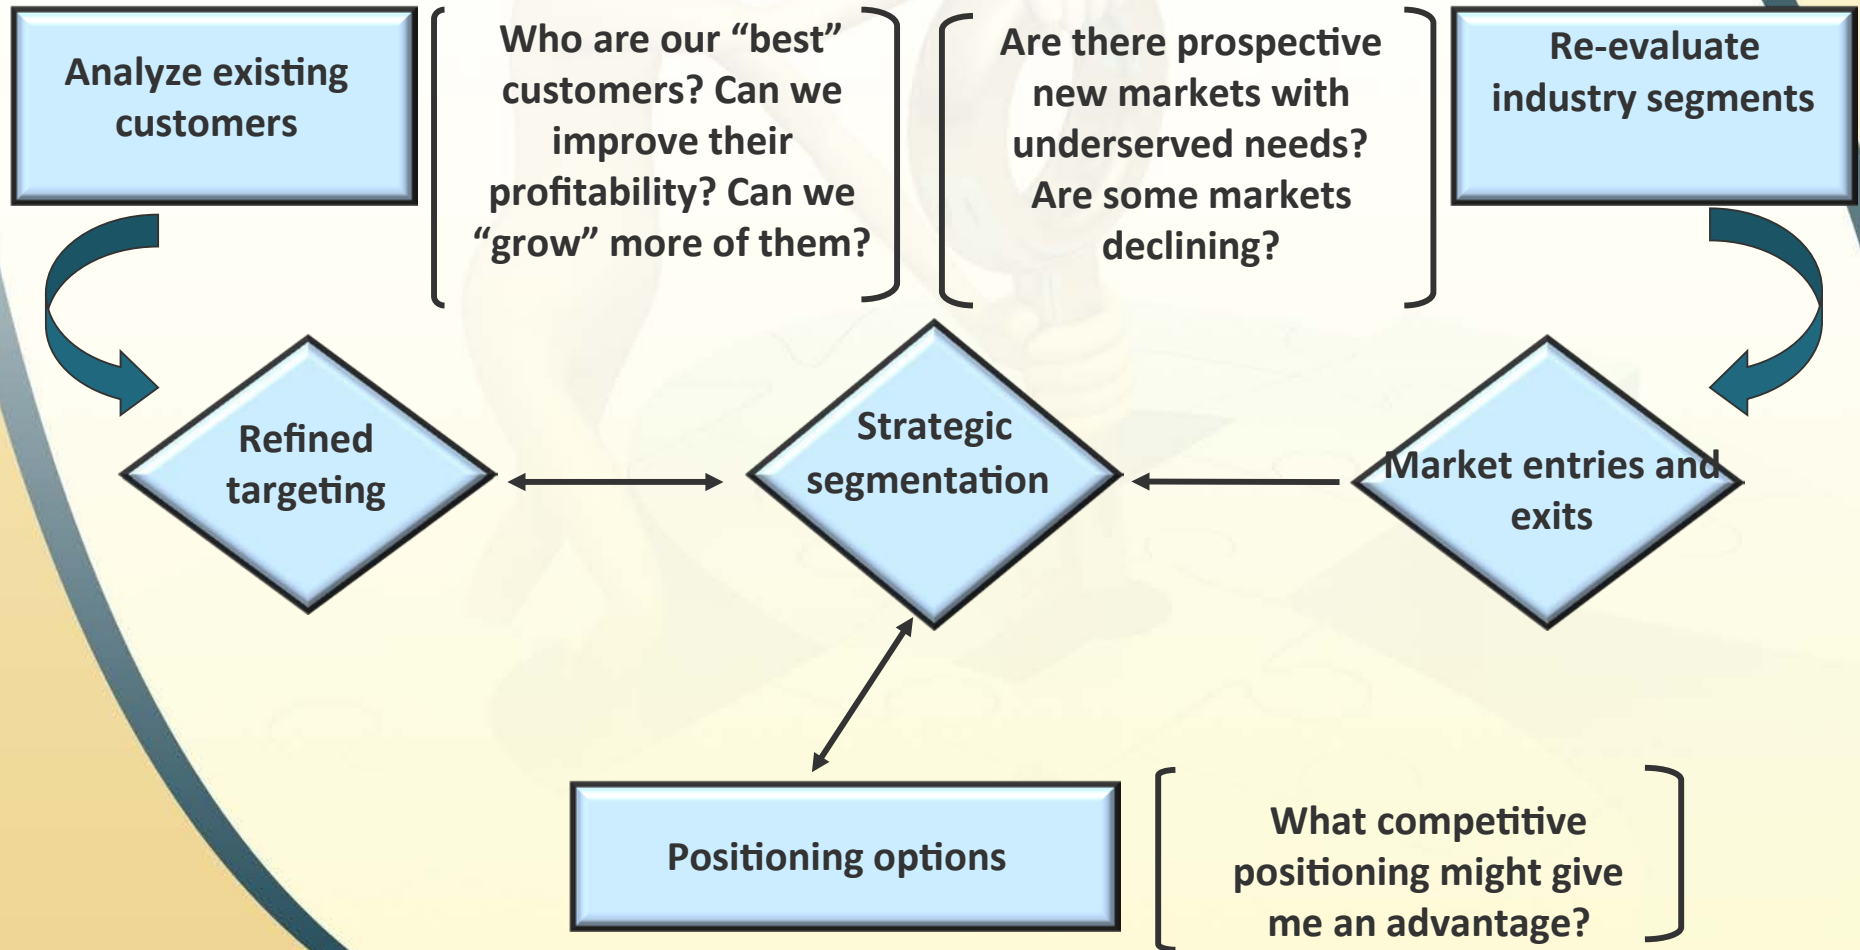 Analyze existing
customers
Who are our “best”
customers? Can we
improve their
profitability? Can we
“grow” more of them?
Are there prospective
new markets with
underserved needs?
Are some markets
declining?
Re-evaluate
industry segments
Refined
targeting
Strategic
segmentation
Market entries and
exits
Positioning options
What competitive
positioning might give
me an advantage?